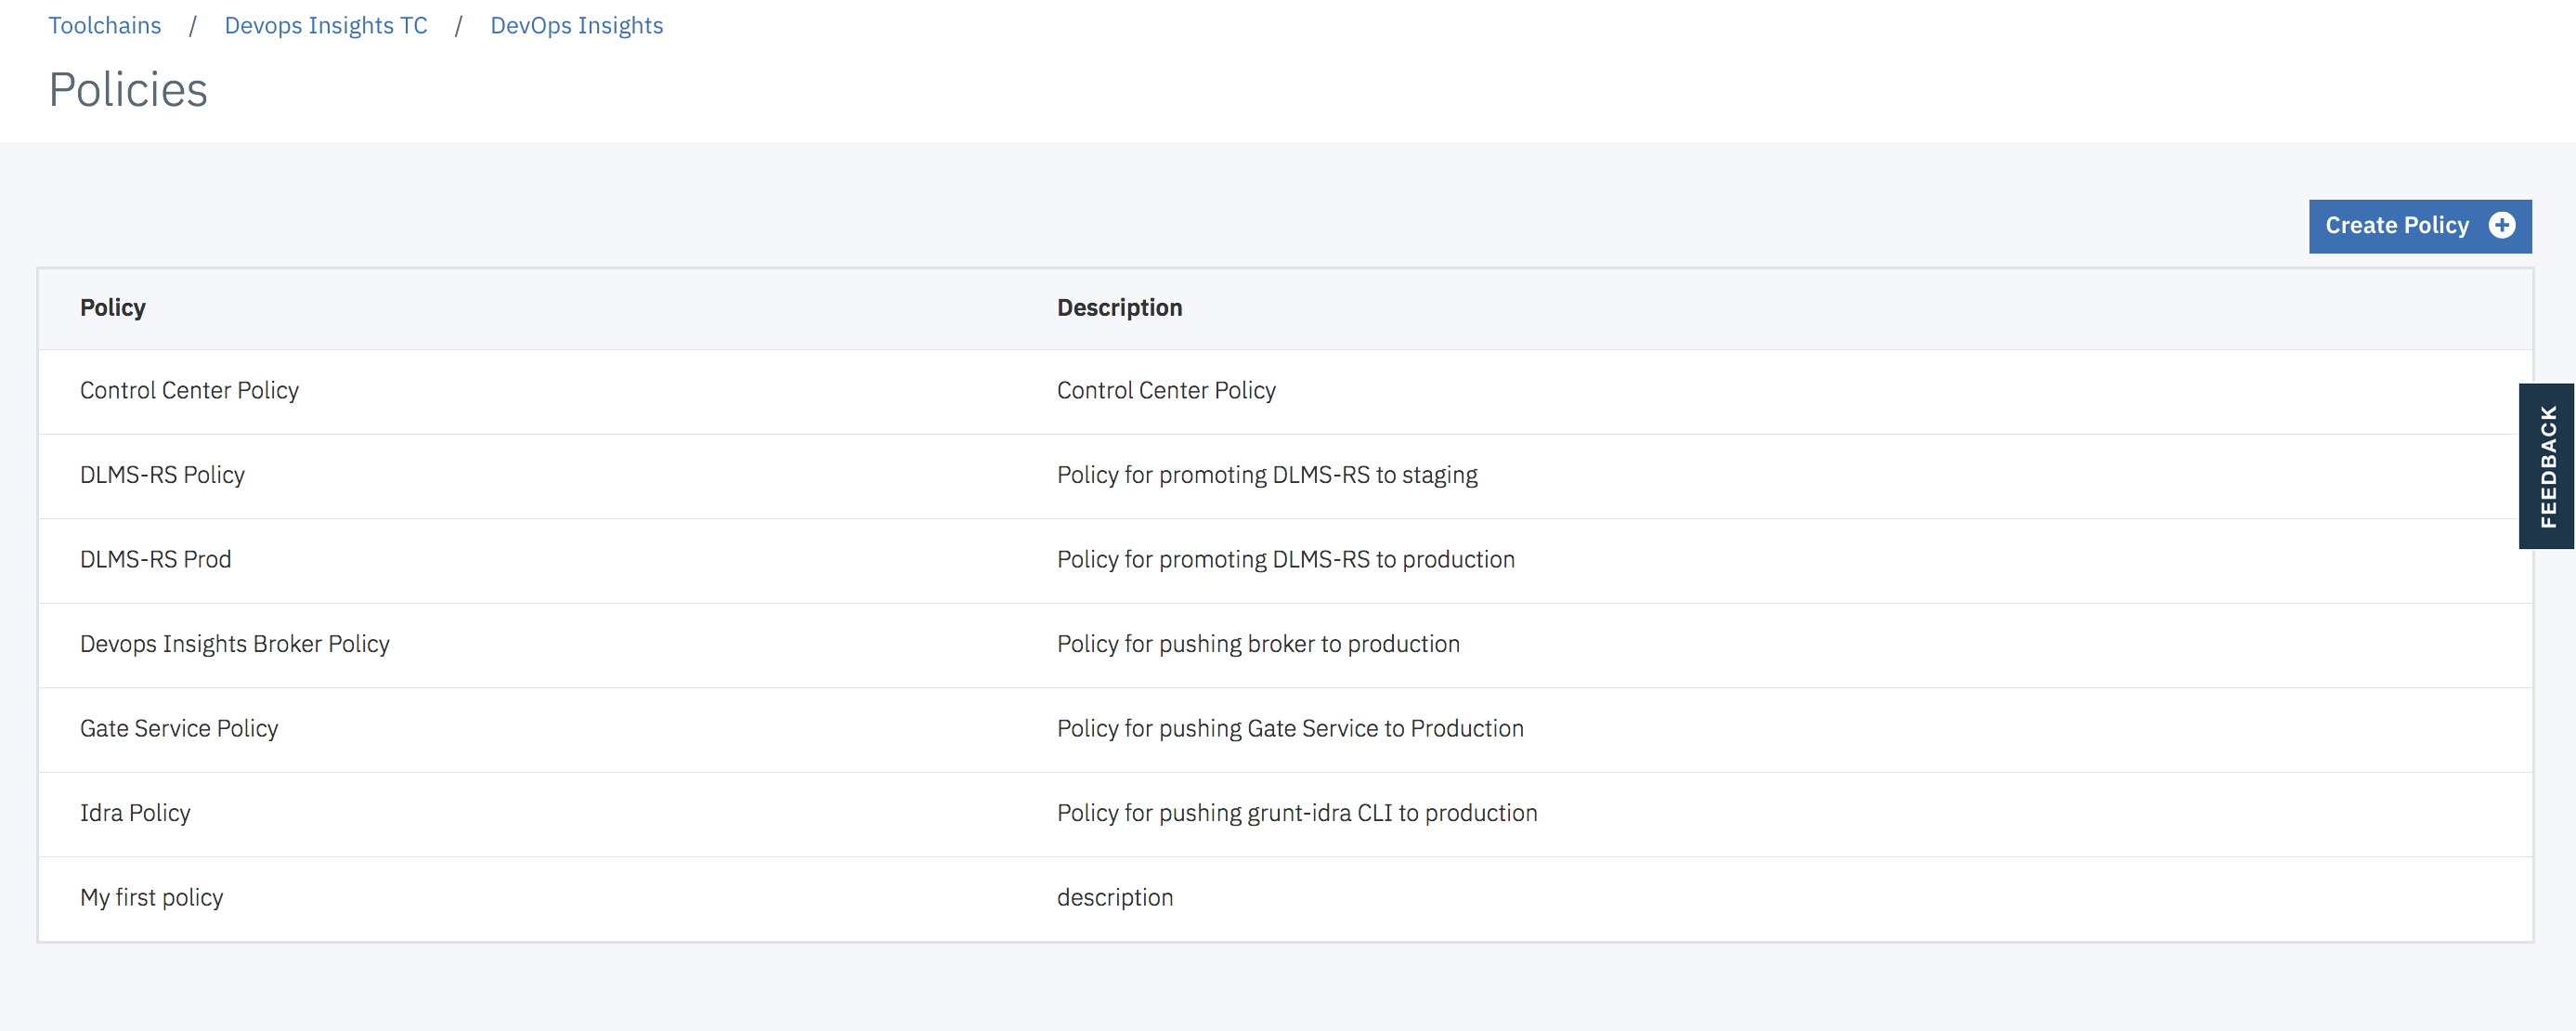 Toolchains / Devops Insights TC / DevOps Insights
Policies
Create Policy
Policy Description
Control Center Policy Control Center Policy
DLMS-RS Policy Policy for promoting DLMS-RS to staging
DLMS-RS Prod Policy for promoting DLMS-RS to production
Devops Insights Broker Policy Policy for pushing broker to production
Gate Service Policy Policy for pushing Gate Service to Production
Idra Policy Policy for pushing grunt-idra CLI to production
My first policy description
FEEDBACK